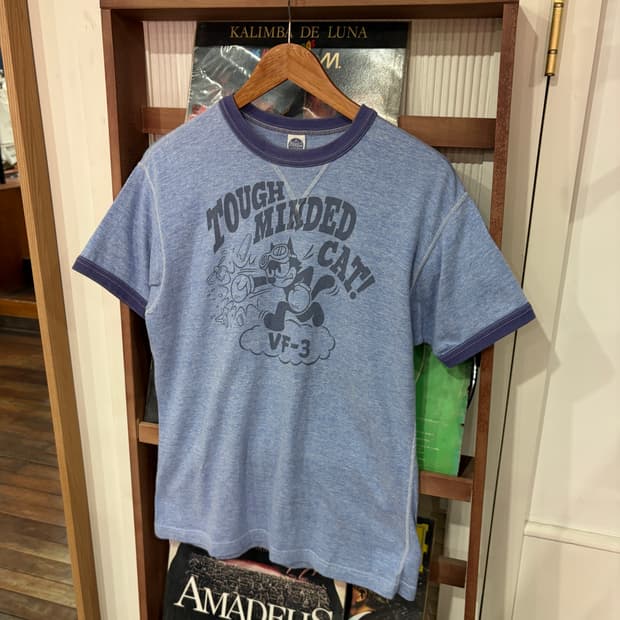 KALIMBA DE LUNA
M
TOUGH
MINDED
CAT!
VF-3
AMADEUS